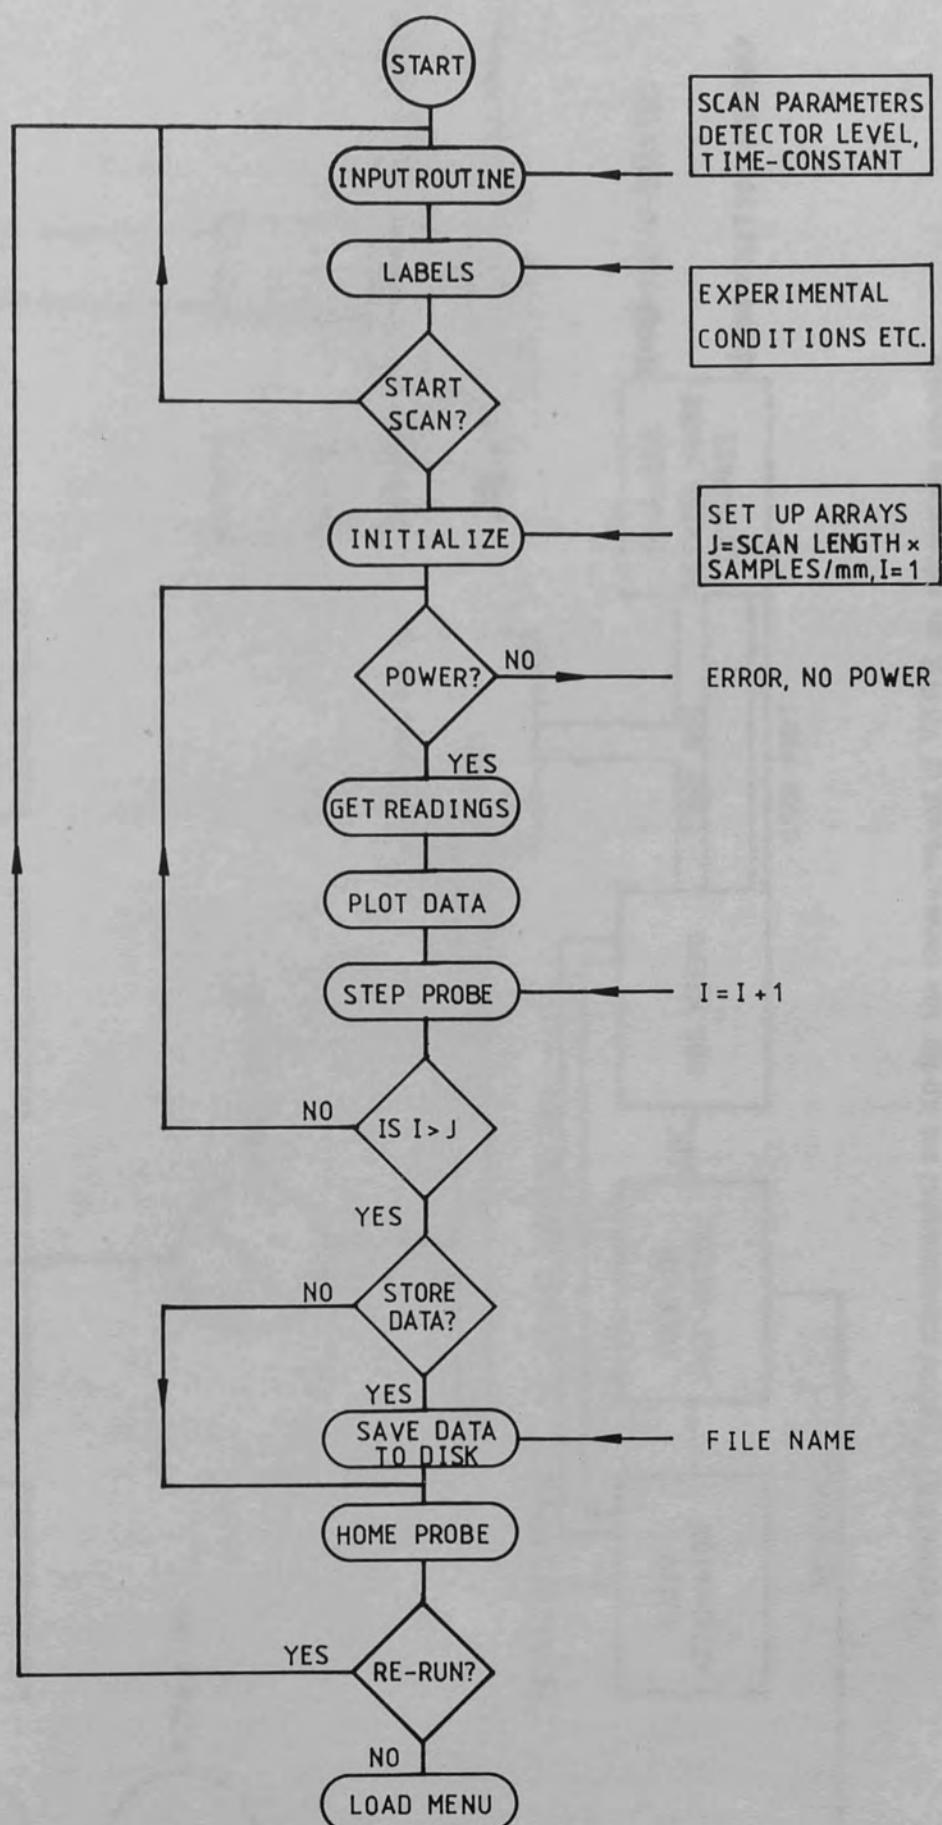 START
SCAN PARAMETERS
DETECTOR LEVEL,
TIME-CONSTANT
INPUT ROUTINE
LABELS
EXPERIMENTAL
CONDITIONS ETC.
START
SCAN?
INITIALIZE
SET UP ARRAYS
J=SCAN LENGTH ×
SAMPLES/mm, I=1
POWER?
NO
ERROR, NO POWER
YES
GET READINGS
PLOT DATA
STEP PROBE
I = I + 1
NO
IS I > J
YES
NO
STORE
DATA?
YES
SAVE DATA
TO DISK
FILE NAME
HOME PROBE
YES
RE-RUN?
NO
LOAD MENU